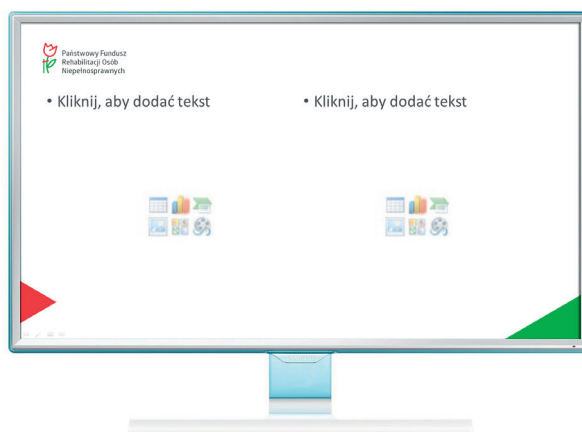 Państwowy Fundusz
Rehabilitacji Osób
Niepełnosprawnych
• Kliknij, aby dodać tekst
• Kliknij, aby dodać tekst